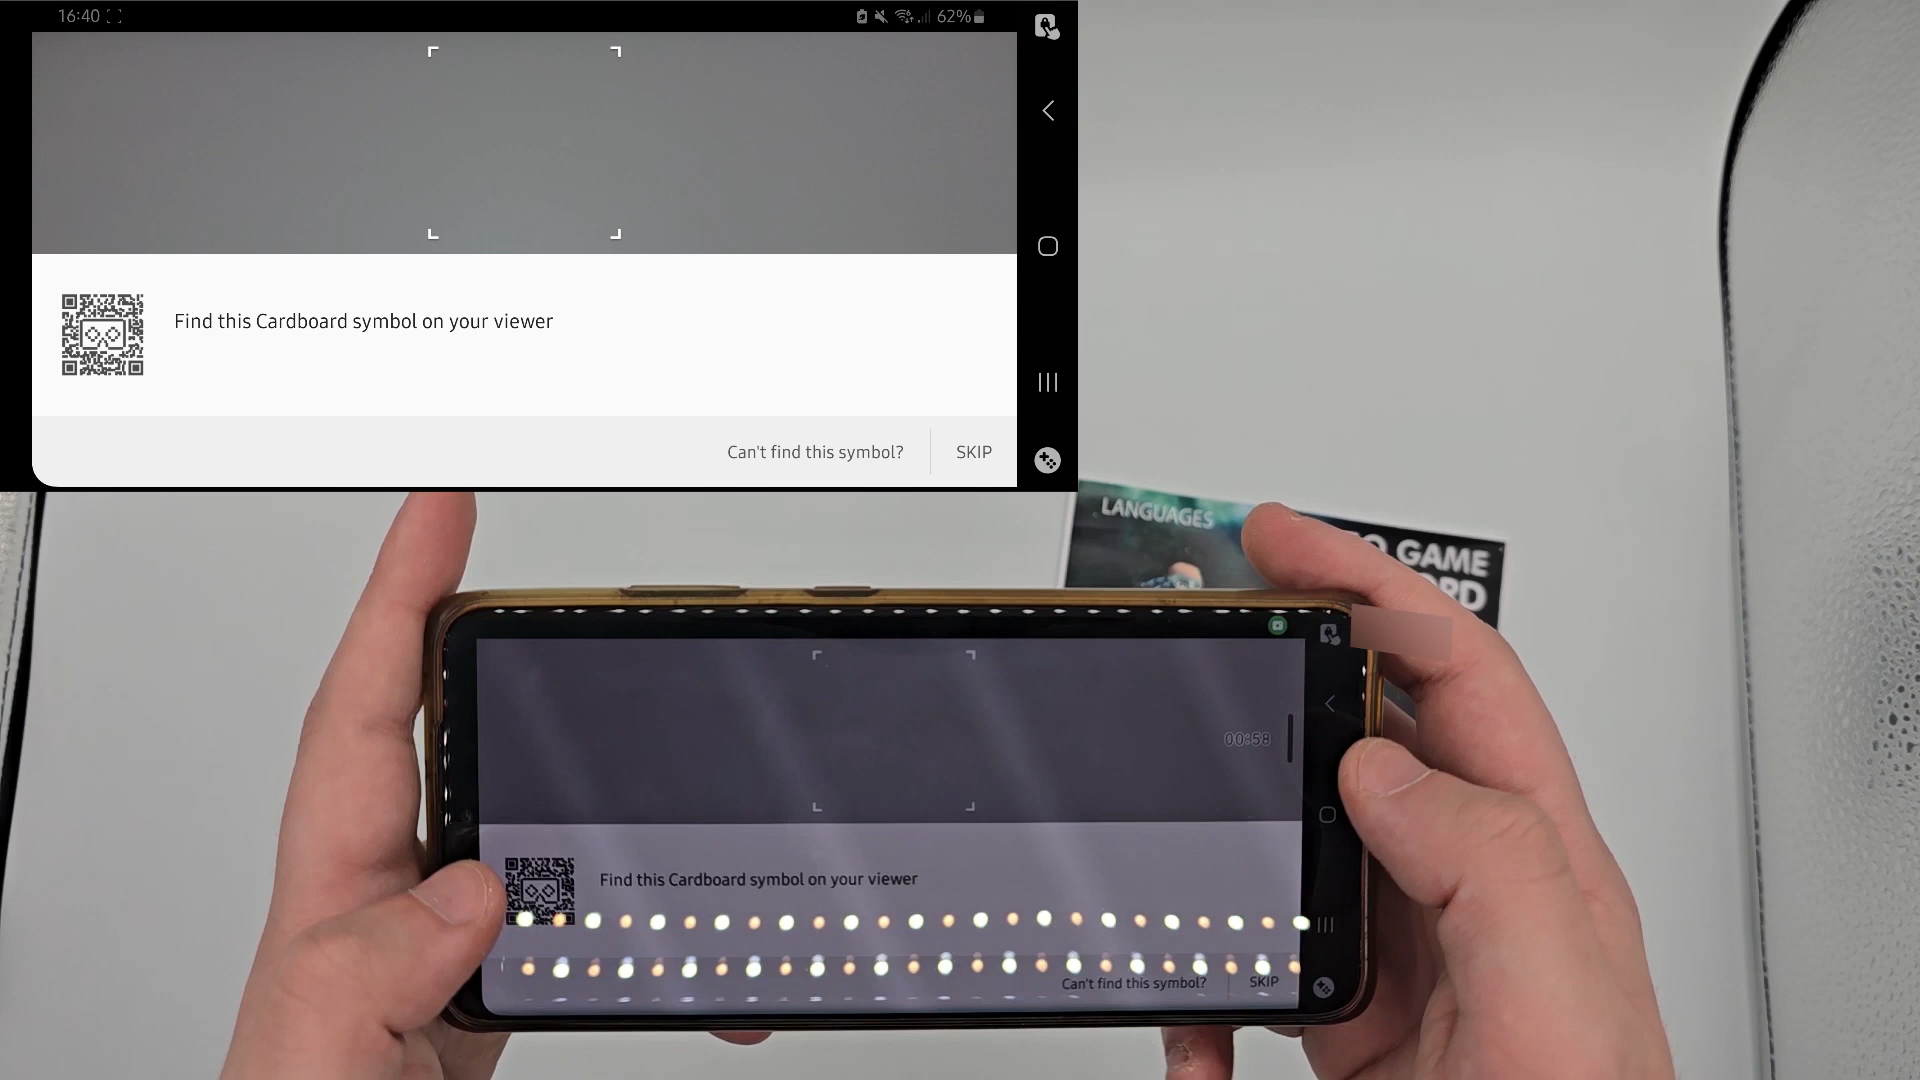 16:40
62%
Find this Cardboard symbol on your viewer
Can't find this symbol?
SKIP
LANGUAGES
GAME
00:58
Find this Cardboard symbol on your viewer
Can't find this symbol?
SKIP